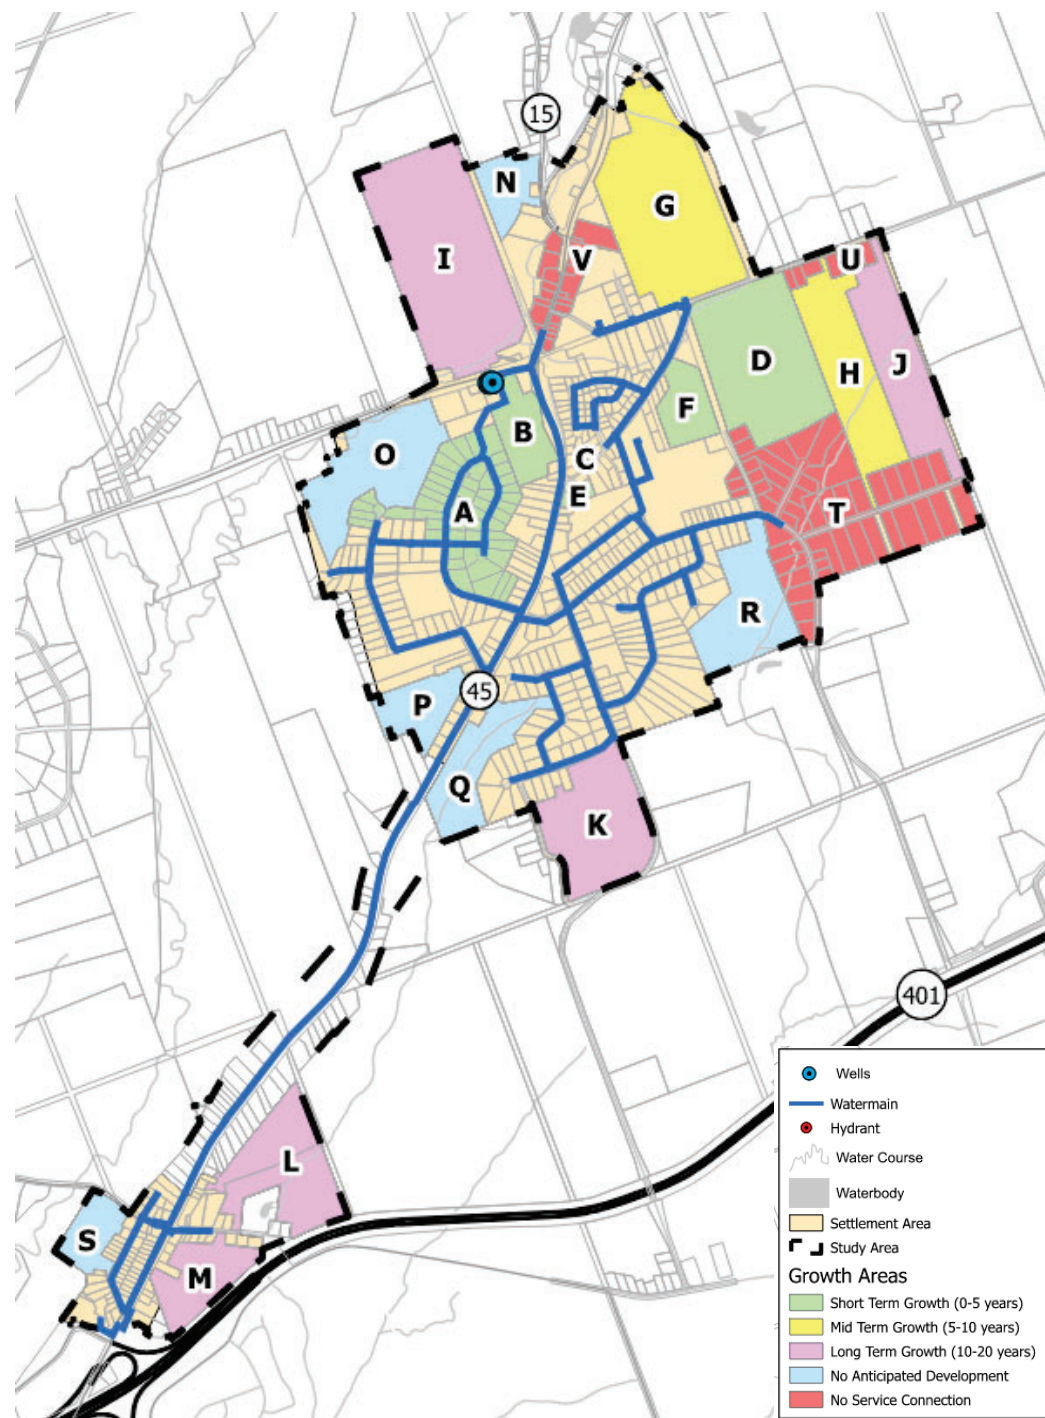 15
N
G
V
I
U
D
H
J
F
B
O
C
E
A
T
R
45
P
Q
K
401
L
S
M
Wells
Watermain
Hydrant
Water Course
Waterbody
Settlement Area
Study Area
Growth Areas
Short Term Growth (0-5 years)
Mid Term Growth (5-10 years)
Long Term Growth (10-20 years)
No Anticipated Development
No Service Connection